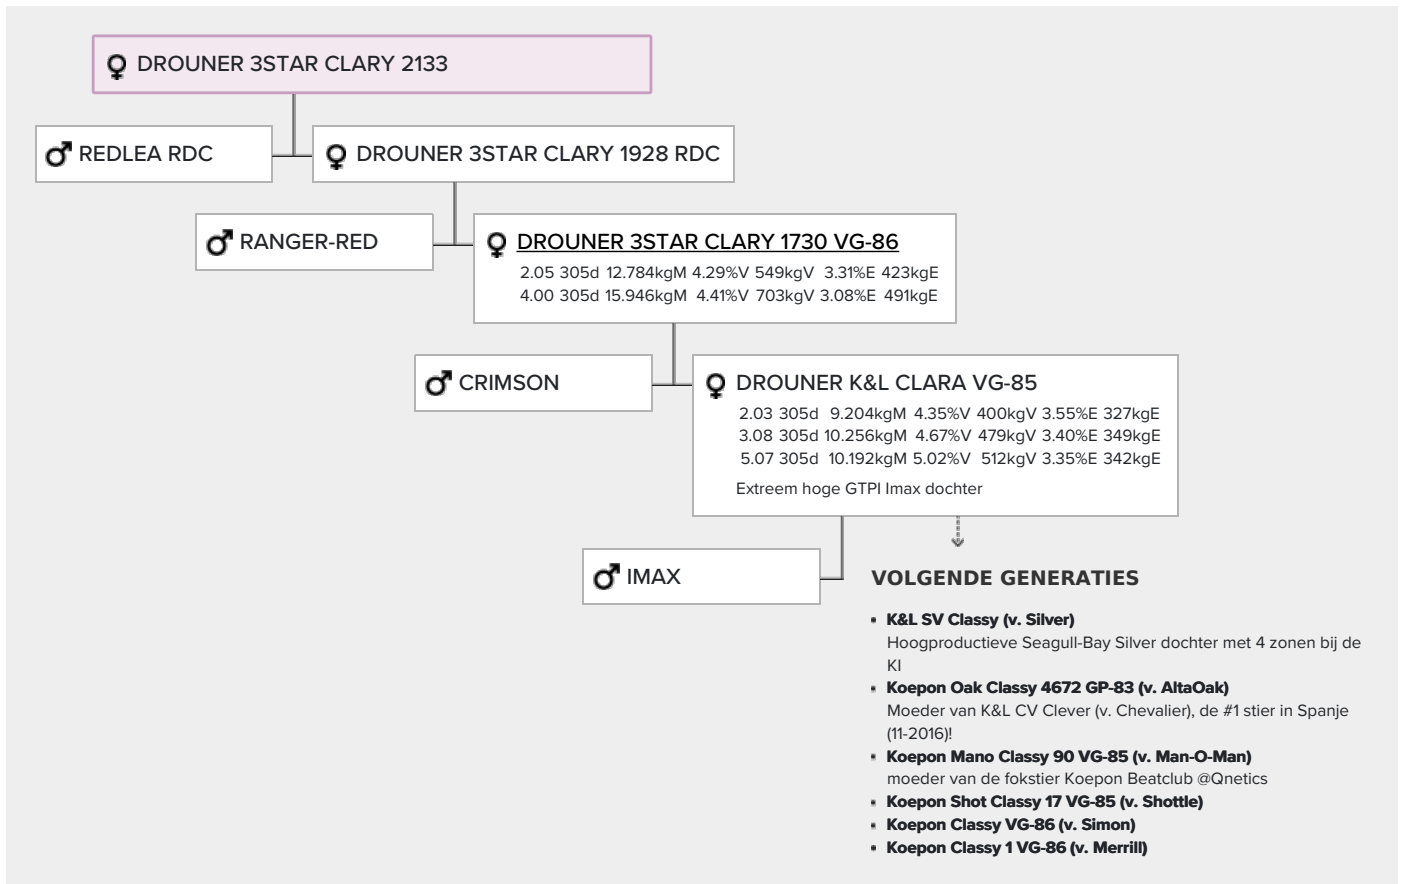 DROUNER 3STAR CLARY 2133
REDLEA RDC
DROUNER 3STAR CLARY 1928 RDC
RANGER-RED
DROUNER 3STAR CLARY 1730 VG-86
2.05 305d 12.784kgM 4.29%V 549kgV 3.31%E 423kgE
4.00 305d 15.946kgM 4.41%V 703kgV 3.08%E 491kgE
CRIMSON
DROUNER K&L CLARA VG-85
2.03 305d 9.204kgM 4.35%V 400kgV 3.55%E 327kgE
3.08 305d 10.256kgM 4.67%V 479kgV 3.40%E 349kgE
5.07 305d 10.192kgM 5.02%V 512kgV 3.35%E 342kgE
Extreem hoge GTPI Imax dochter
IMAX
VOLGENDE GENERATIES
K&L SV Classy (v. Silver)
Hoogproductieve Seagull-Bay Silver dochter met 4 zonen bij de
KI
Koepon Oak Classy 4672 GP-83 (v. AltaOak)
Moeder van K&L CV Clever (v. Chevalier), de #1 stier in Spanje
(11-2016)!
Koepon Mano Classy 90 VG-85 (v. Man-O-Man)
moeder van de fokstier Koepon Beatclub @Qnetics
Koepon Shot Classy 17 VG-85 (v. Shottle)
Koepon Classy VG-86 (v. Simon)
Koepon Classy 1 VG-86 (v. Merrill)